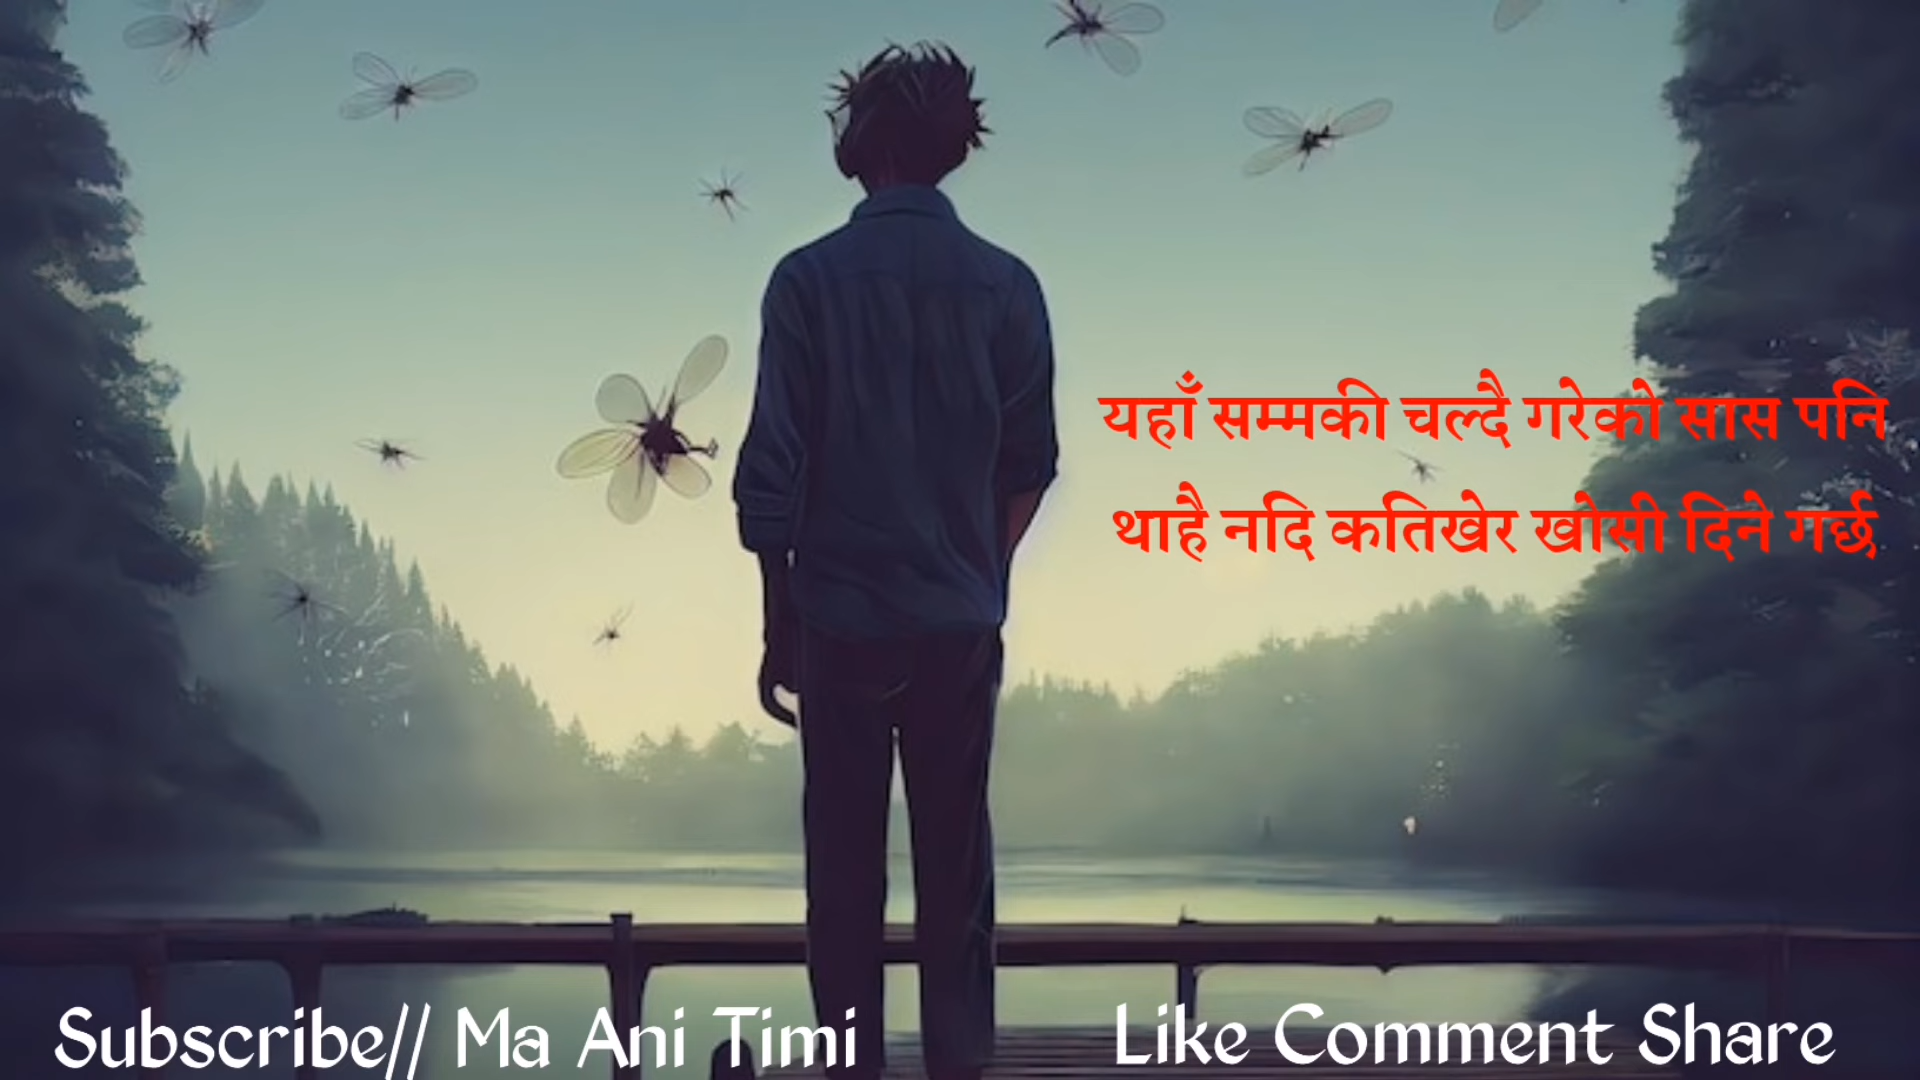 यहाँ सम्मकी चल्दै गरेको सास पनि
थाहै नदि कतिखेर खोसी दिने गर्छ
Subscribe// Ma Ani Timi
Like Comment Share